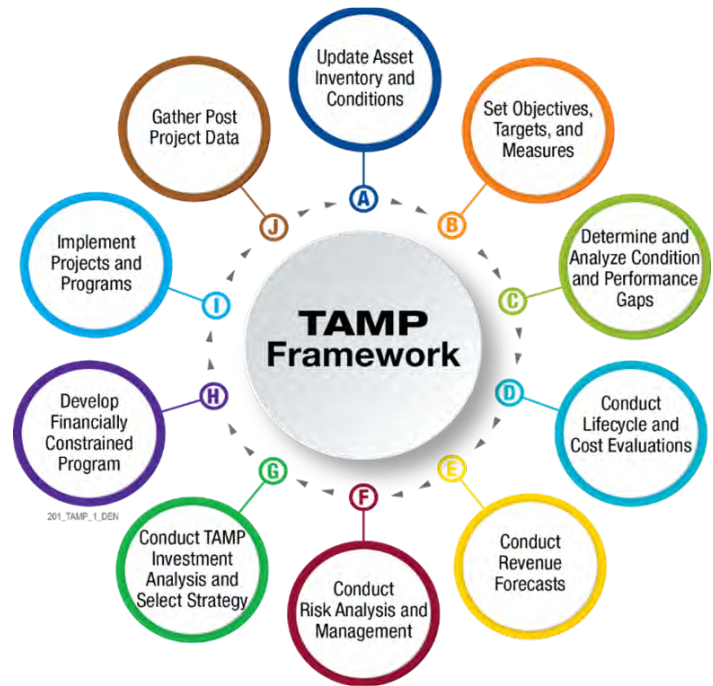 TAMP
Framework
A
Update Asset
Inventory and
Conditions
B
Set Objectives,
Targets, and
Measures
C
Determine and
Analyze Condition
and Performance
Gaps
D
Conduct
Lifecycle and
Cost Evaluations
E
Conduct
Revenue
Forecasts
F
Conduct
Risk Analysis and
Management
G
Conduct TAMP
Investment
Analysis and
Select Strategy
H
Develop
Financially
Constrained
Program
I
Implement
Projects and
Programs
J
Gather Post
Project Data
201_TAMP_1_DEN